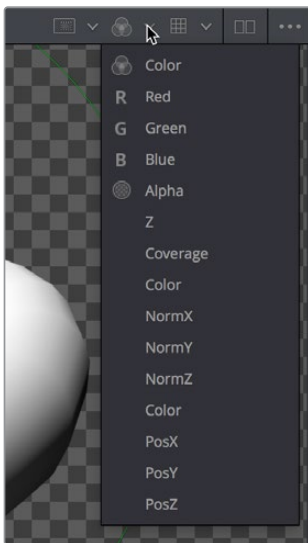 Color
R Red
G Green
B Blue
Alpha
Z
Coverage
Color
NormX
NormY
NormZ
Color
PosX
PosY
PosZ